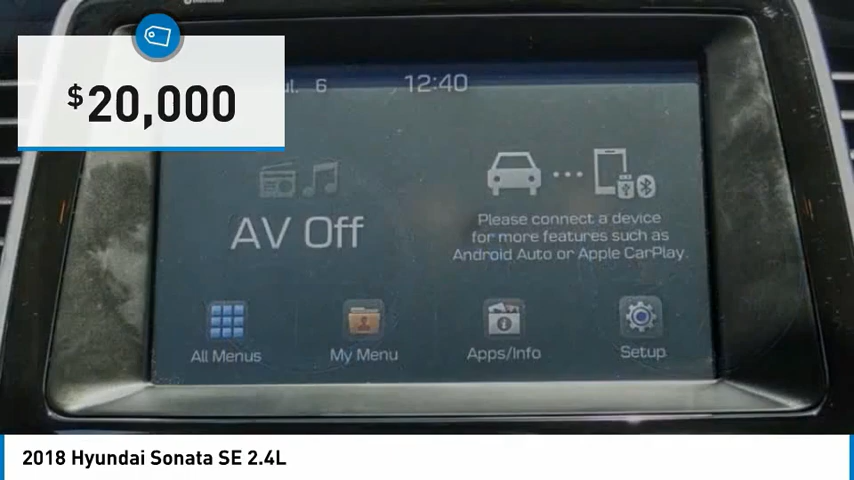 $20,000
6 12:40
AV Off
Please connect a device
for more features such as
Android Auto or Apple CarPlay.
All Menus My Menu Apps/Info Setup
2018 Hyundai Sonata SE 2.4L